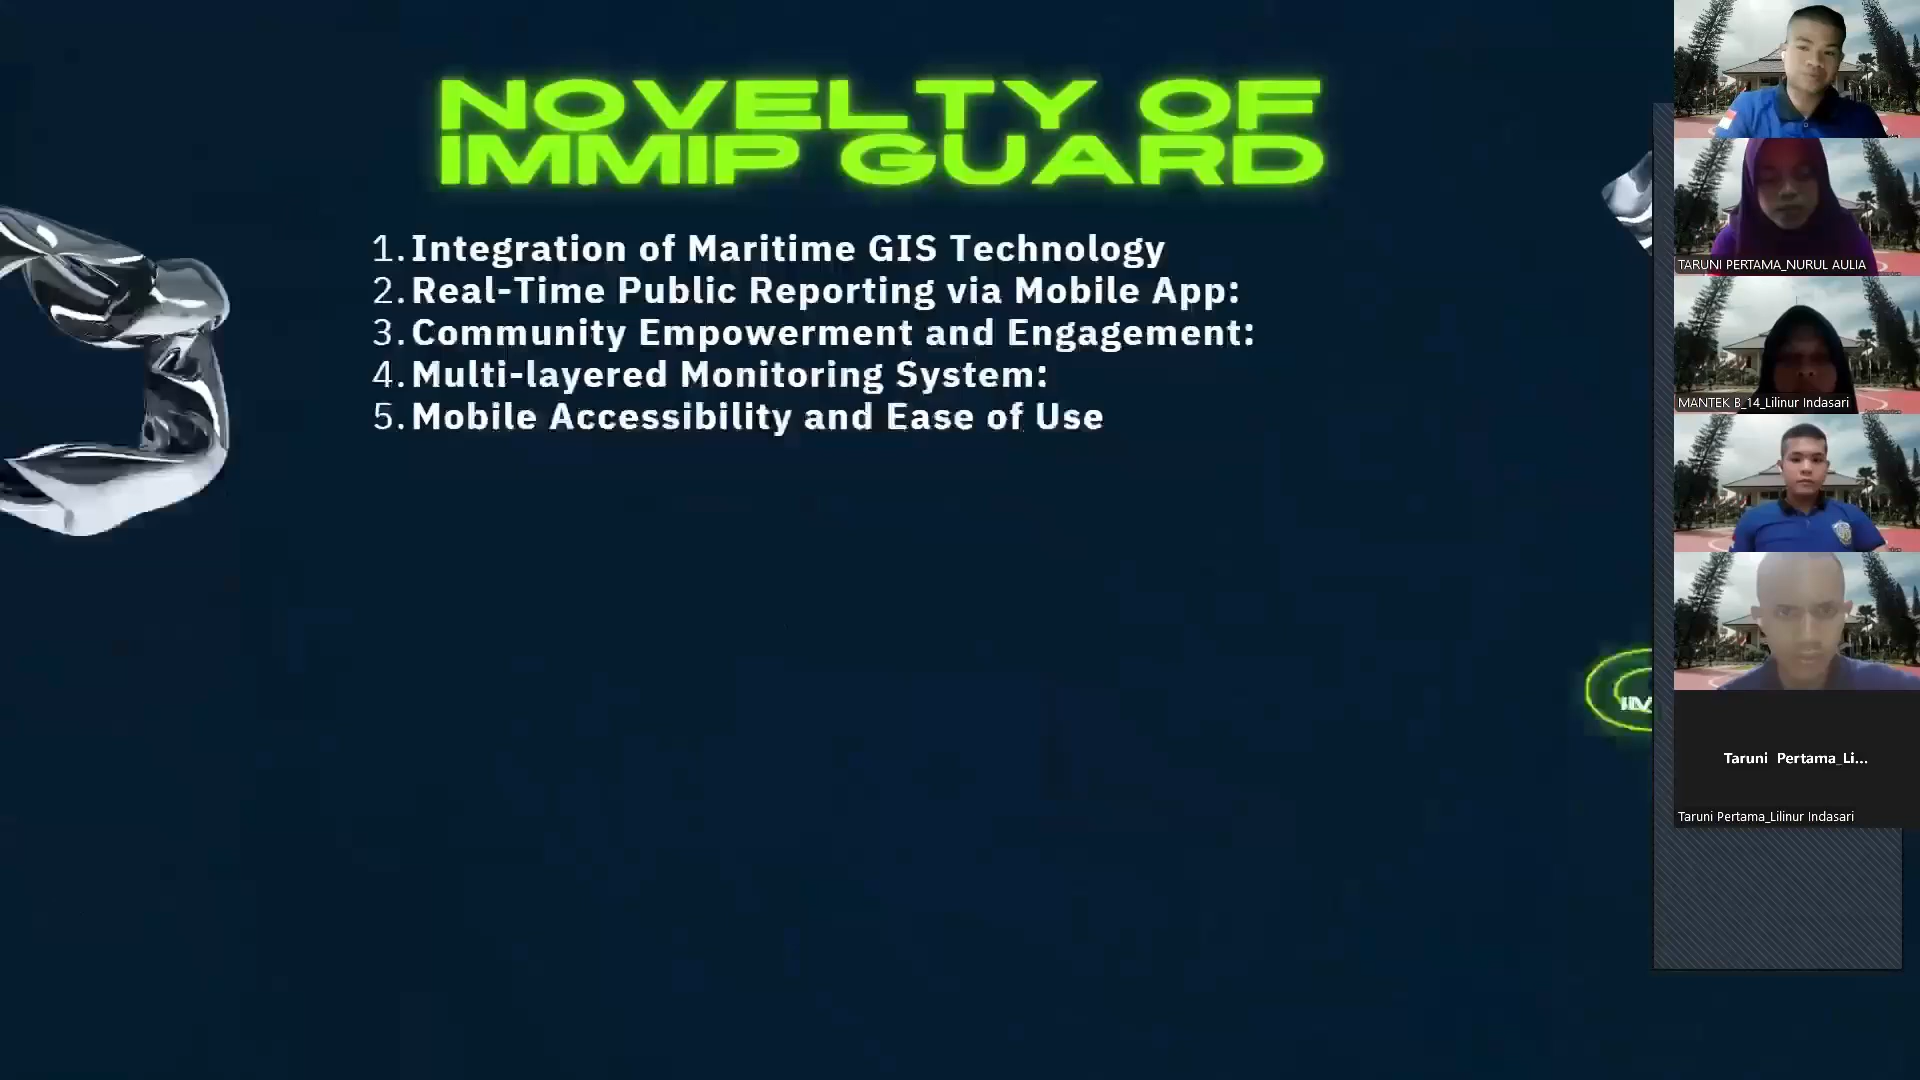 NOVELTY OF
IMMIP GUARD
1. Integration of Maritime GIS Technology
2. Real-Time Public Reporting via Mobile App:
3. Community Empowerment and Engagement:
4. Multi-layered Monitoring System:
5. Mobile Accessibility and Ease of Use
TARUNI PERTAMA_NURUL AULIA
MANTEK B_14_Lilinur Indasari
Taruni Pertama_Li...
Taruni Pertama_Lilinur Indasari